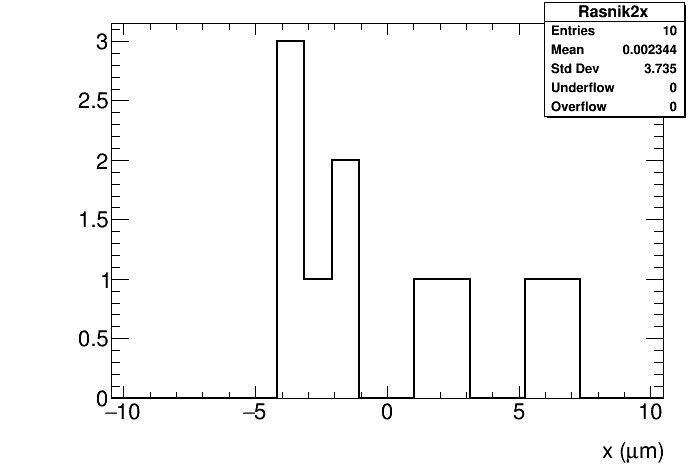 Rasnik2x
Entries 10
Mean 0.002344
Std Dev 3.735
Underflow 0
Overflow 0
3
2.5
2
1.5
1
0.5
0
−10 −5 0 5 10
x (μm)